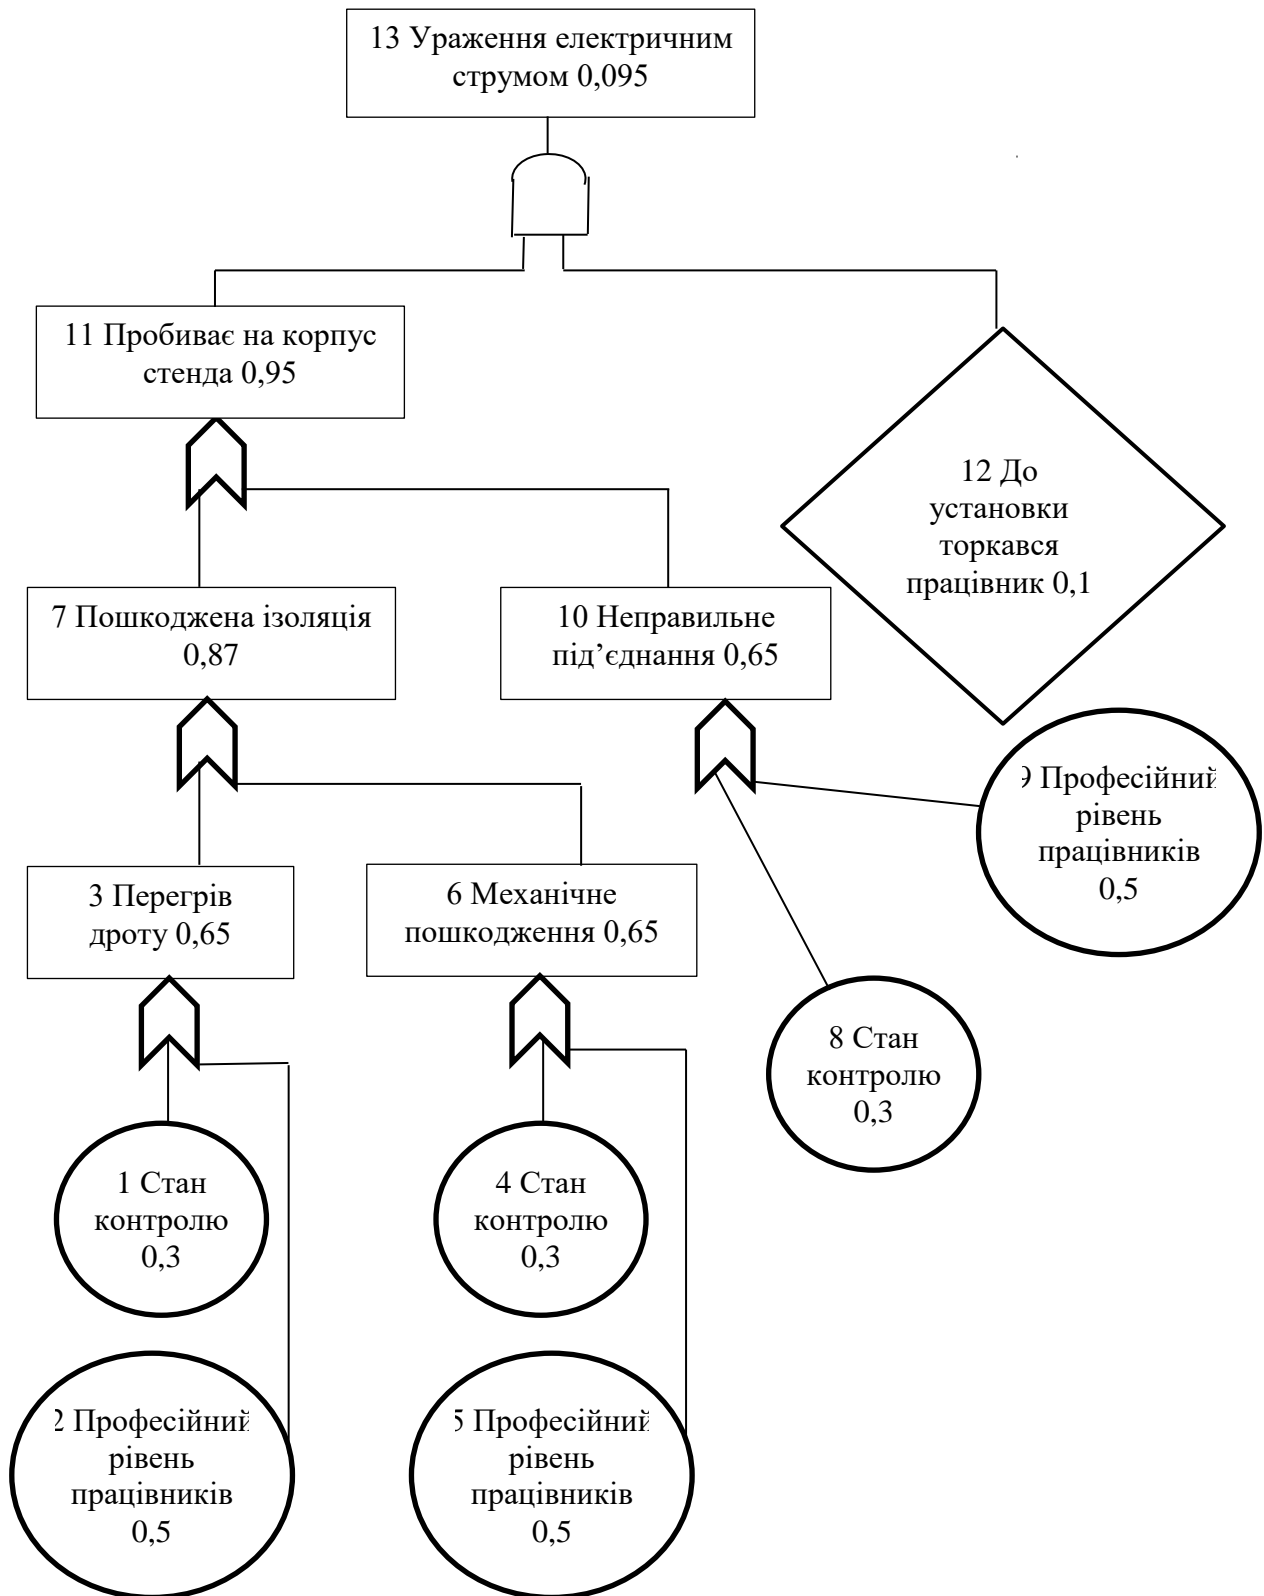 13 Ураження електричним
струмом 0,095
11 Пробиває на корпус
стенда 0,95
12 До
установки
торкався
працівник 0,1
7 Пошкоджена ізоляція
0,87
10 Неправильне
під’єднання 0,65
9 Професійний
рівень
працівників
0,5
3 Перегрів
дроту 0,65
6 Механічне
пошкодження 0,65
8 Стан
контролю
0,3
1 Стан
контролю
0,3
4 Стан
контролю
0,3
2 Професійний
рівень
працівників
0,5
5 Професійний
рівень
працівників
0,5